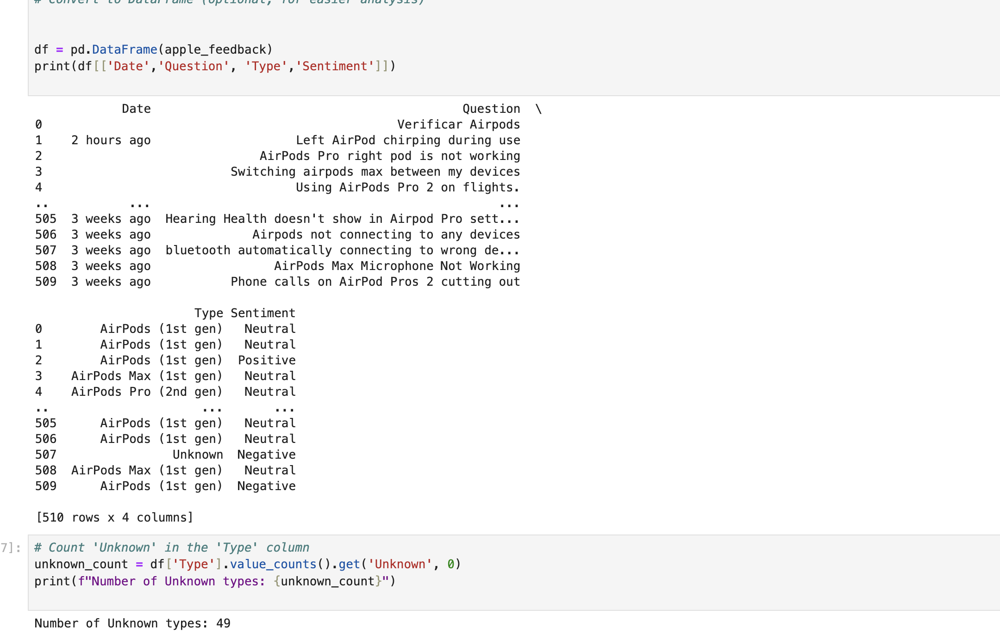 # Convert to DataFrame (optional, for easier analysis)
df = pd.DataFrame(apple_feedback)
print(df[['Date','Question', 'Type','Sentiment']])
Date Question \
0 Verificar Airpods
1 2 hours ago Left AirPod chirping during use
2 AirPods Pro right pod is not working
3 Switching airpods max between my devices
4 Using AirPods Pro 2 on flights.
.. ... ...
505 3 weeks ago Hearing Health doesn't show in Airpod Pro sett...
506 3 weeks ago Airpods not connecting to any devices
507 3 weeks ago bluetooth automatically connecting to wrong de...
508 3 weeks ago AirPods Max Microphone Not Working
509 3 weeks ago Phone calls on AirPod Pros 2 cutting out
Type Sentiment
0 AirPods (1st gen) Neutral
1 AirPods (1st gen) Neutral
2 AirPods (1st gen) Positive
3 AirPods Max (1st gen) Neutral
4 AirPods Pro (2nd gen) Neutral
.. ... ...
505 AirPods (1st gen) Neutral
506 AirPods (1st gen) Neutral
507 Unknown Negative
508 AirPods Max (1st gen) Neutral
509 AirPods (1st gen) Negative
[510 rows x 4 columns]
7]: # Count 'Unknown' in the 'Type' column
unknown_count = df['Type'].value_counts().get('Unknown', 0)
print(f"Number of Unknown types: {unknown_count}")
Number of Unknown types: 49